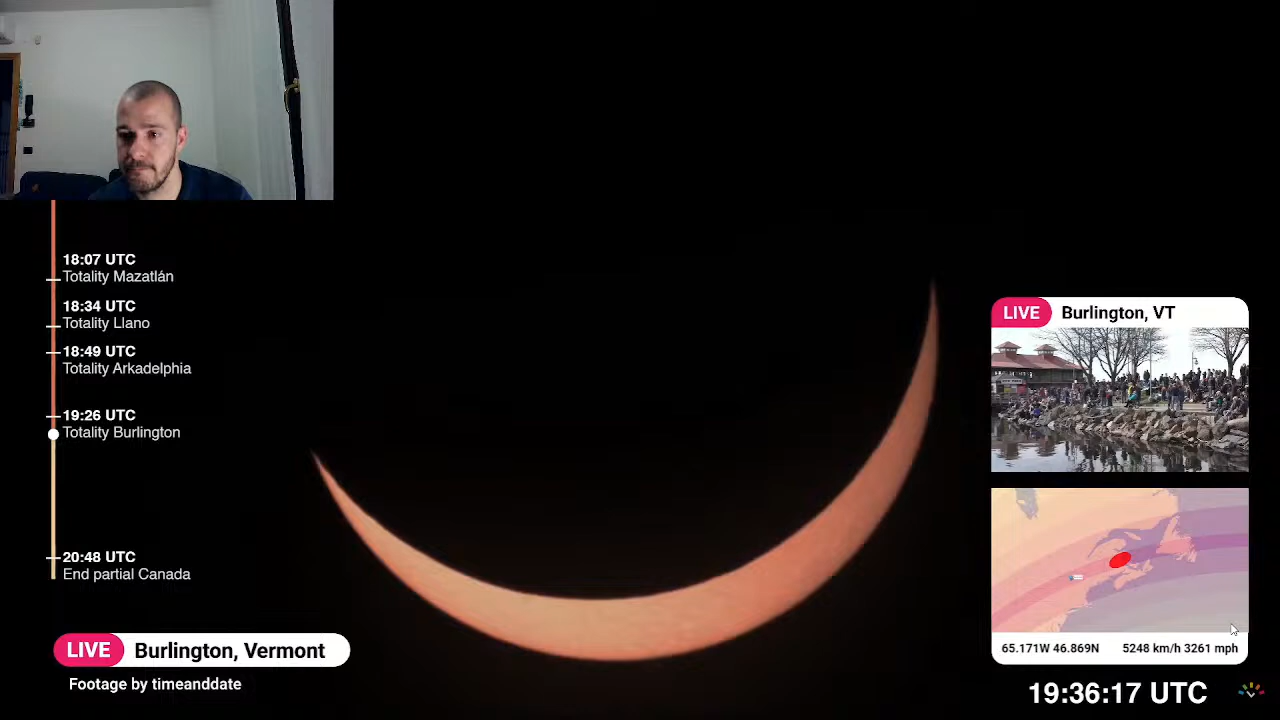 18:07 UTC
Totality Mazatlán
18:34 UTC
Totality Llano
18:49 UTC
Totality Arkadelphia
19:26 UTC
Totality Burlington
20:48 UTC
End partial Canada
LIVE Burlington, Vermont
Footage by timeanddate
LIVE Burlington, VT
65.171W 46.869N 5248 km/h 3261 mph
19:36:17 UTC